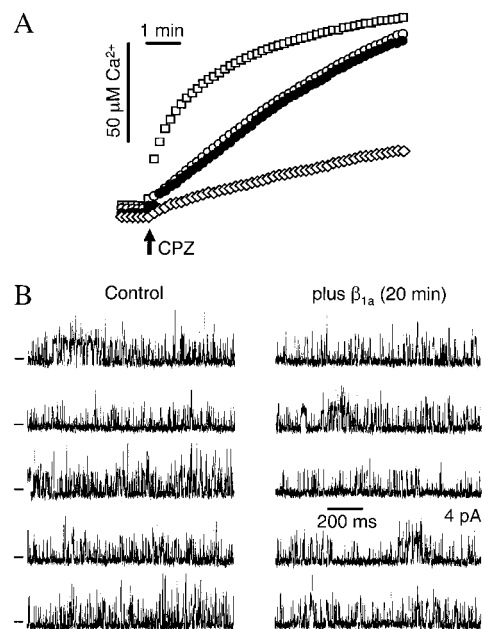 A
1 min
50 μM Ca²⁺
CPZ
B
Control
plus β₁ₐ (20 min)
200 ms
4 pA